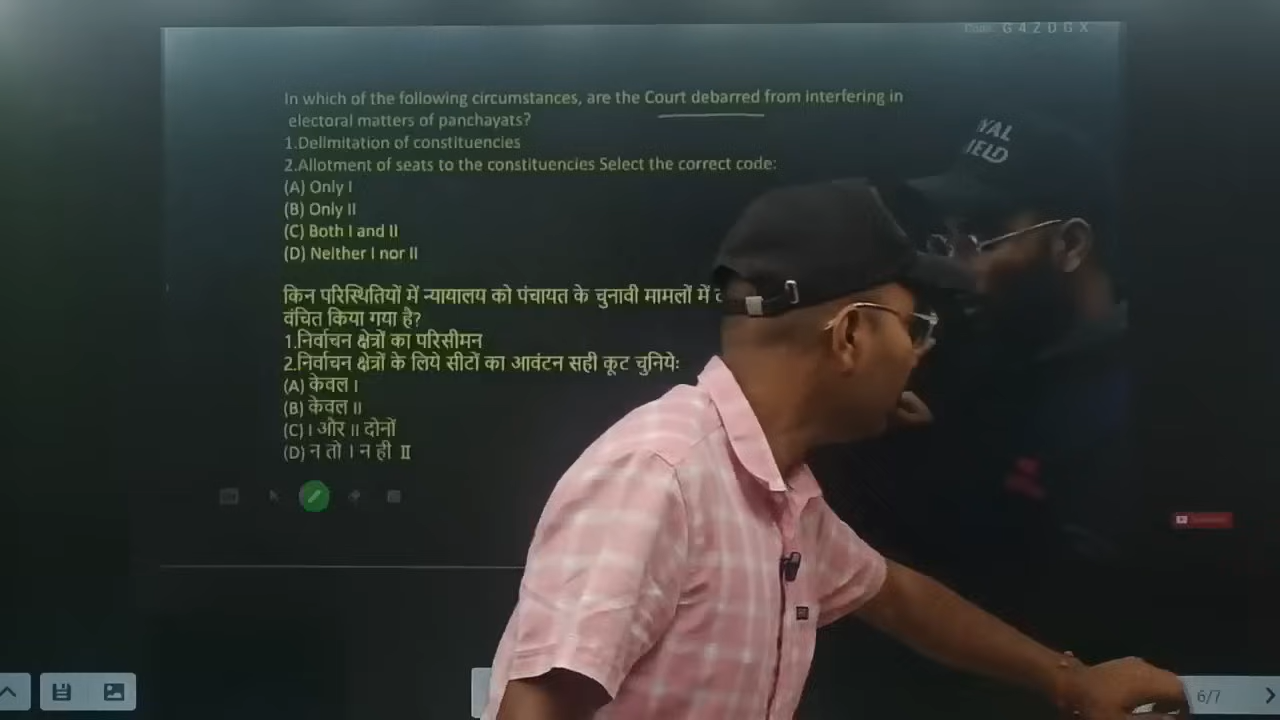 Code: G4ZDGX
In which of the following circumstances, are the Court debarred from interfering in
electoral matters of panchayats?
1.Delimitation of constituencies
2.Allotment of seats to the constituencies Select the correct code:
(A) Only I
(B) Only II
(C) Both I and II
(D) Neither I nor II
किन परिस्थितियों में न्यायालय को पंचायत के चुनावी मामलों में
वंचित किया गया है?
1.निर्वाचन क्षेत्रों का परिसीमन
2.निर्वाचन क्षेत्रों के लिये सीटों का आवंटन सही कूट चुनिये:
(A) केवल I
(B) केवल II
(C) I और II दोनों
(D) न तो I न ही II
6/7